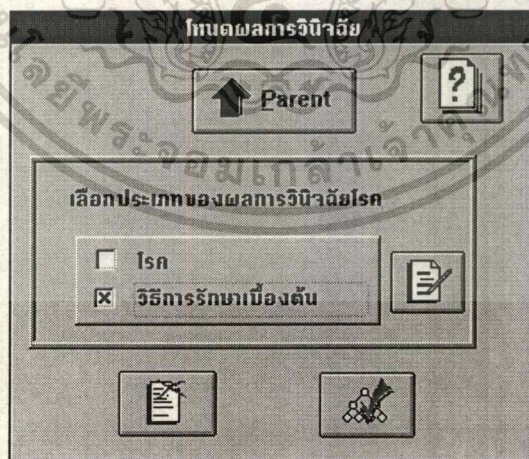 โหนดผลการวินิจฉัย
Parent
?
เลือกประเภทของผลการวินิจฉัยโรค
โรค
วิธีการรักษาเบื้องต้น